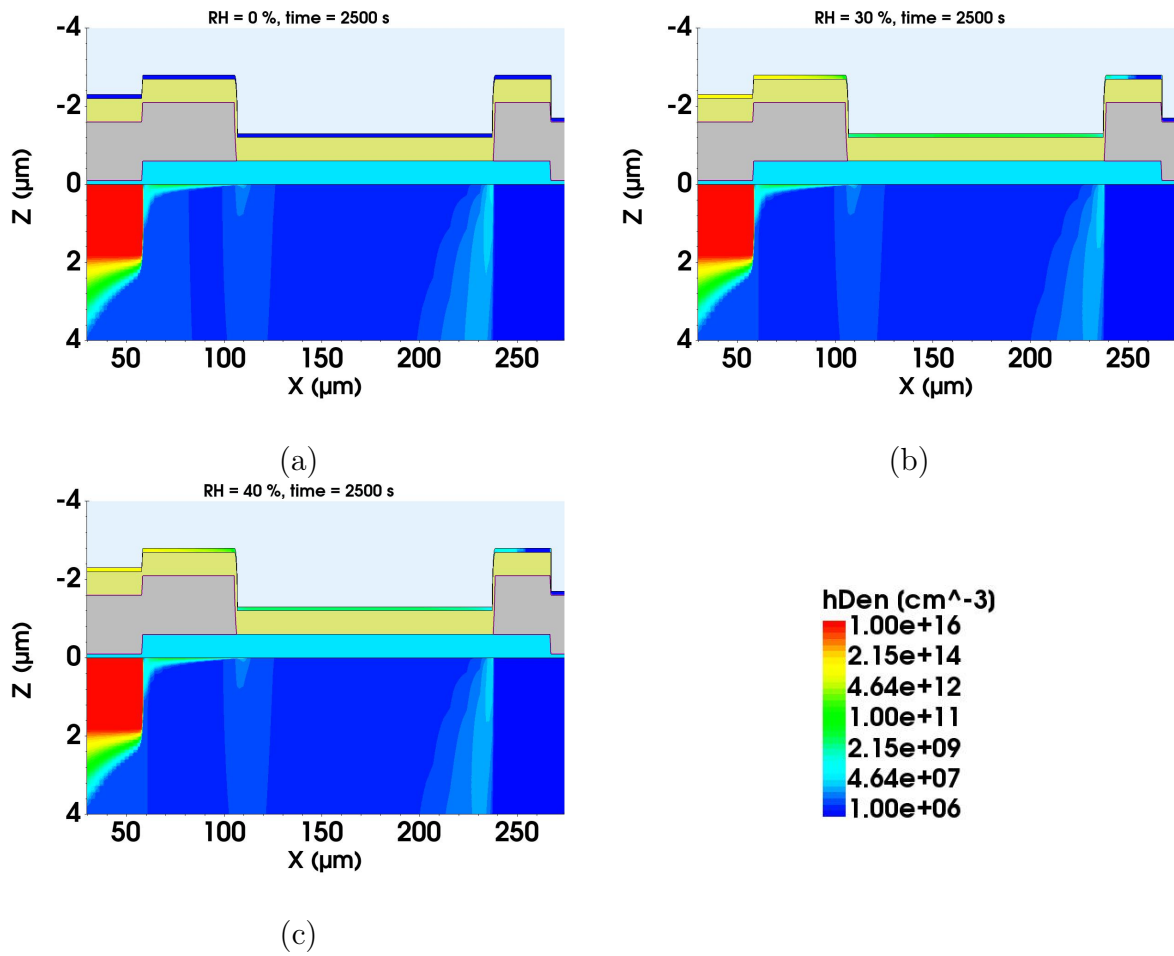 RH = 0 %, time = 2500 s
-4
-2
0
2
4
Z (µm)
50 100 150 200 250
X (µm)
(a)
RH = 30 %, time = 2500 s
-4
-2
0
2
4
Z (µm)
50 100 150 200 250
X (µm)
(b)
RH = 40 %, time = 2500 s
-4
-2
0
2
4
Z (µm)
50 100 150 200 250
X (µm)
(c)
hDen (cm^-3)
1.00e+16
2.15e+14
4.64e+12
1.00e+11
2.15e+09
4.64e+07
1.00e+06